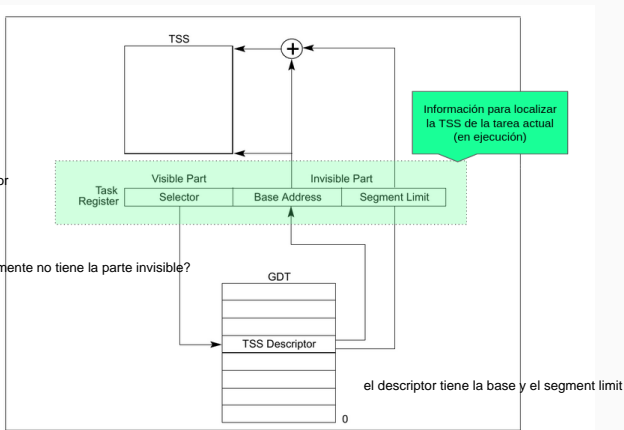 TSS
+
Información para localizar
la TSS de la tarea actual
(en ejecución)
Visible Part
Invisible Part
Task
Register
Selector
Base Address
Segment Limit
mente no tiene la parte invisible?
GDT
TSS Descriptor
el descriptor tiene la base y el segment limit
0